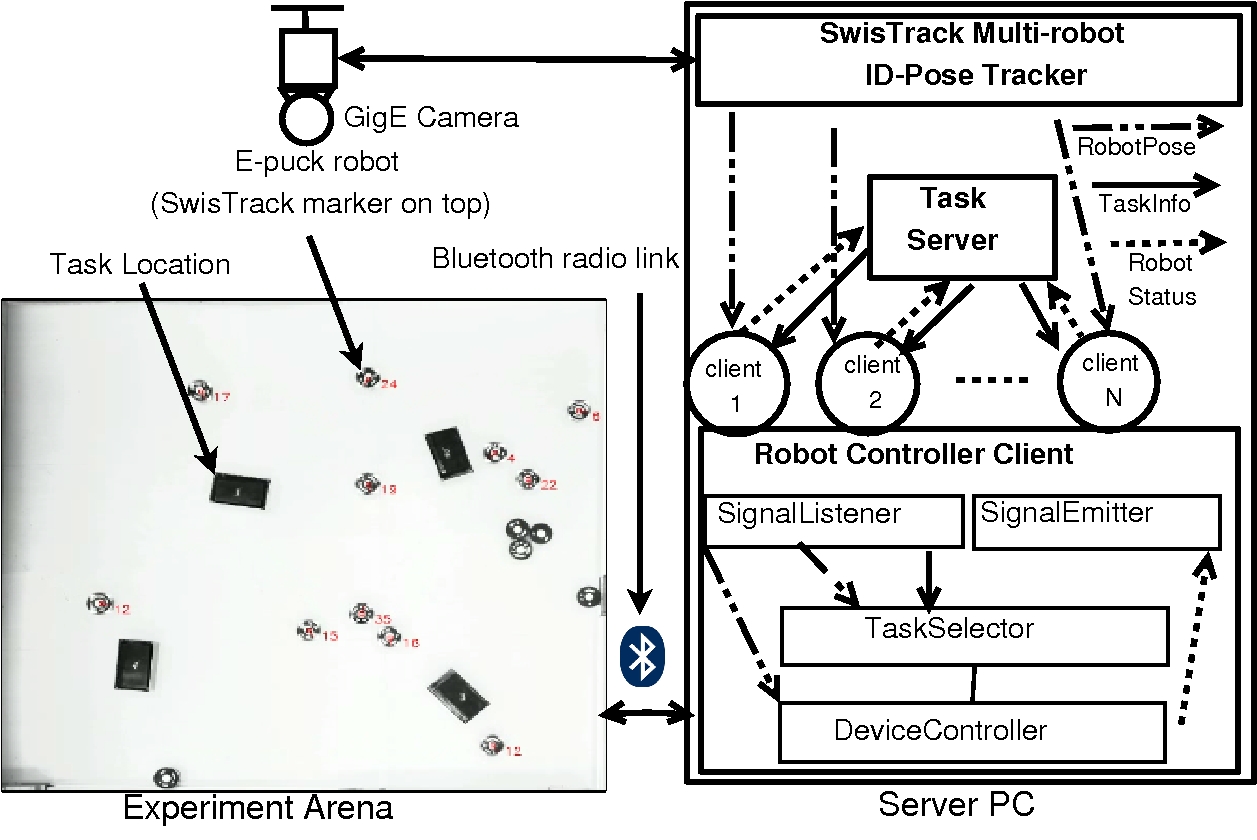 SwisTrack Multi-robot
ID-Pose Tracker
GigE Camera
E-puck robot
(SwisTrack marker on top)
Task Location
Bluetooth radio link
RobotPose
TaskInfo
Robot
Status
Task
Server
client
1
client
2
client
N
Robot Controller Client
SignalListener
SignalEmitter
TaskSelector
DeviceController
17
24
6
4
22
19
12
15
35
16
12
Experiment Arena
Server PC